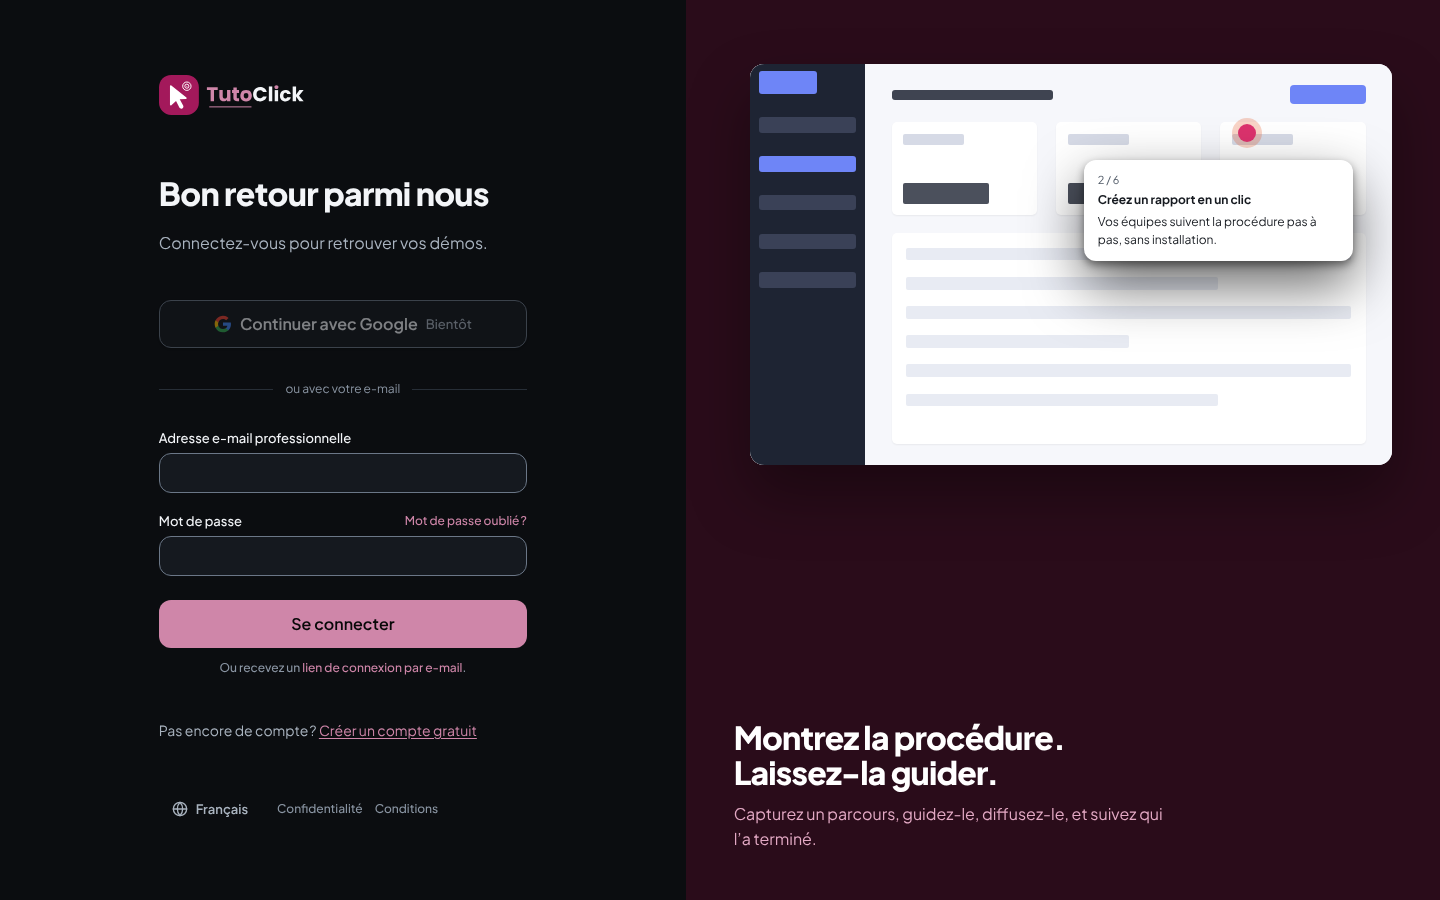 TutoClick
Bon retour parmi nous
Connectez-vous pour retrouver vos démos.
Continuer avec Google Bientôt
ou avec votre e-mail
Adresse e-mail professionnelle
Mot de passe
Mot de passe oublié ?
Se connecter
Ou recevez un lien de connexion par e-mail.
Pas encore de compte ? Créer un compte gratuit
Français
Confidentialité
Conditions
2 / 6
Créez un rapport en un clic
Vos équipes suivent la procédure pas à
pas, sans installation.
Montrez la procédure.
Laissez-la guider.
Capturez un parcours, guidez-le, diffusez-le, et suivez qui
l’a terminé.